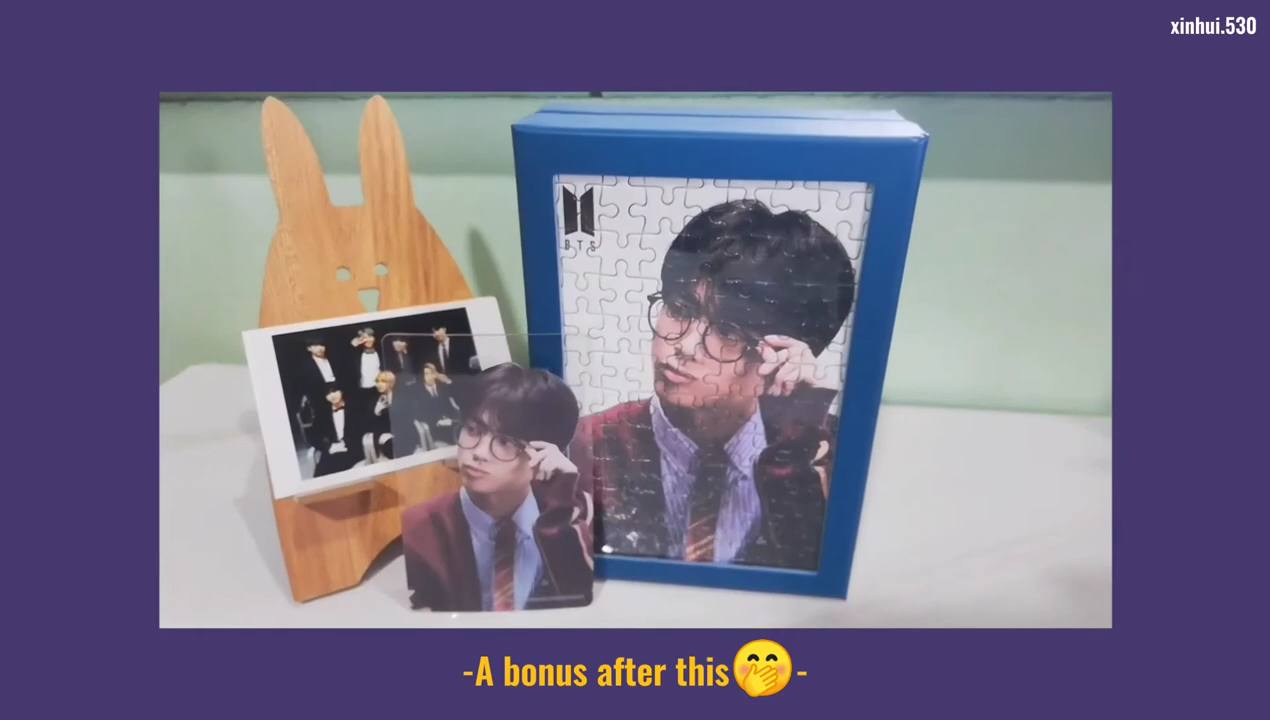 xinhui.530
BTS
-A bonus after this🤭-